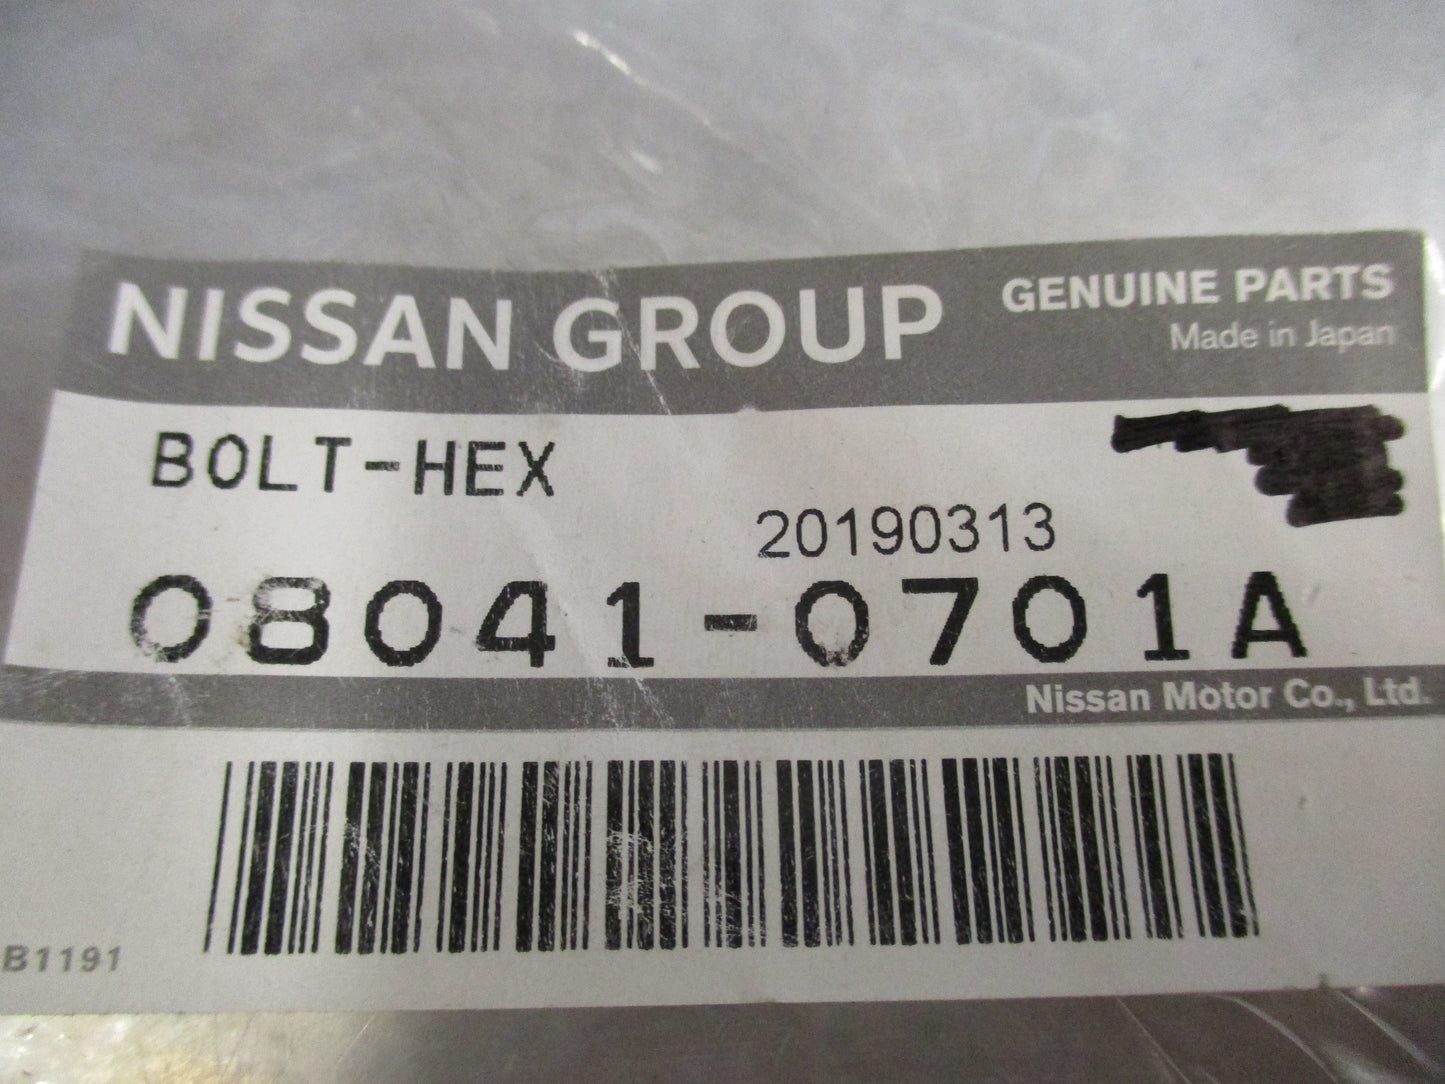 NISSAN GROUP
GENUINE PARTS
Made in Japan
BOLT-HEX
20190313
08041-0701A
Nissan Motor Co., Ltd.
B1191